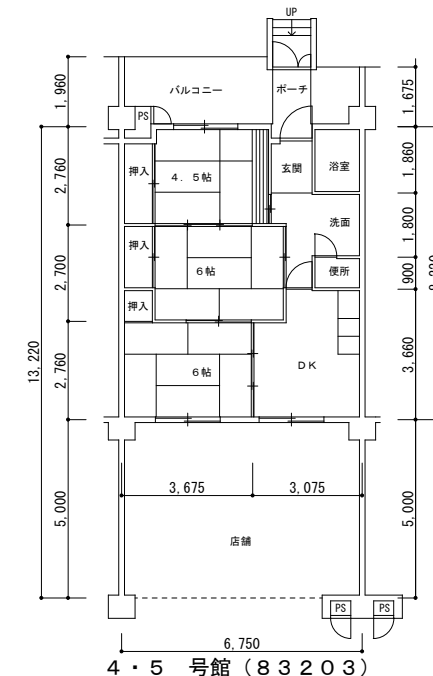 UP
バルコニー
ポーチ
PS
1,960
1,675
押入
4.5帖
玄関
浴室
2,760
1,860
洗面
1,800
押入
6帖
便所
2,700
900
押入
13,220
2,760
6帖
DK
3,660
3,675
3,075
5,000
5,000
店舗
PS
PS
6,750
4・5 号館(83203)